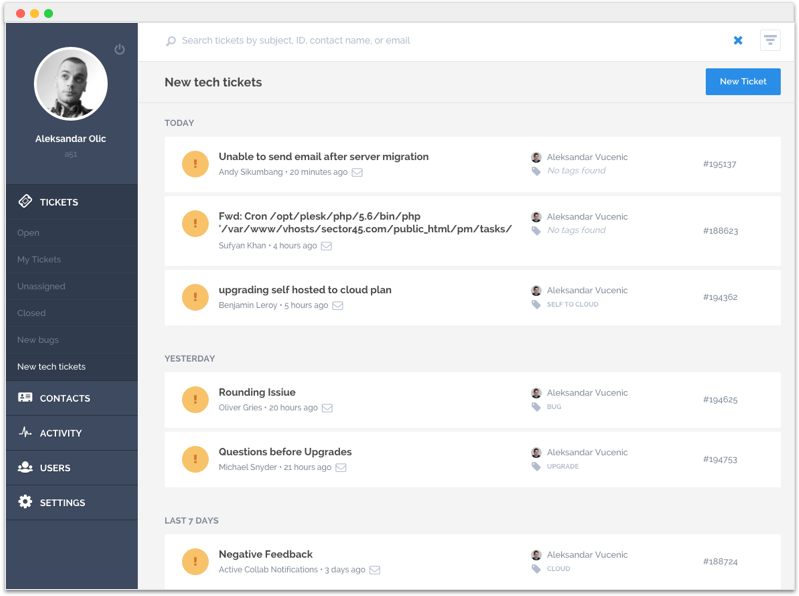 Search tickets by subject, ID, contact name, or email
Aleksandar Olic
a51
TICKETS
Open
My Tickets
Unassigned
Closed
New bugs
New tech tickets
CONTACTS
ACTIVITY
USERS
SETTINGS
New tech tickets
New Ticket
TODAY
Unable to send email after server migration
Andy Sikumbang • 20 minutes ago
Aleksandar Vucenic
No tags found
#195137
Fwd: Cron /opt/plesk/php/5.6/bin/php
'/var/www/vhosts/sector45.com/public_html/pm/tasks/
Sufyan Khan • 4 hours ago
Aleksandar Vucenic
No tags found
#188623
upgrading self hosted to cloud plan
Benjamin Leroy • 5 hours ago
Aleksandar Vucenic
SELF TO CLOUD
#194362
YESTERDAY
Rounding Issiue
Oliver Gries • 20 hours ago
Aleksandar Vucenic
BUG
#194625
Questions before Upgrades
Michael Snyder • 21 hours ago
Aleksandar Vucenic
UPGRADE
#194753
LAST 7 DAYS
Negative Feedback
Active Collab Notifications • 3 days ago
Aleksandar Vucenic
CLOUD
#188724